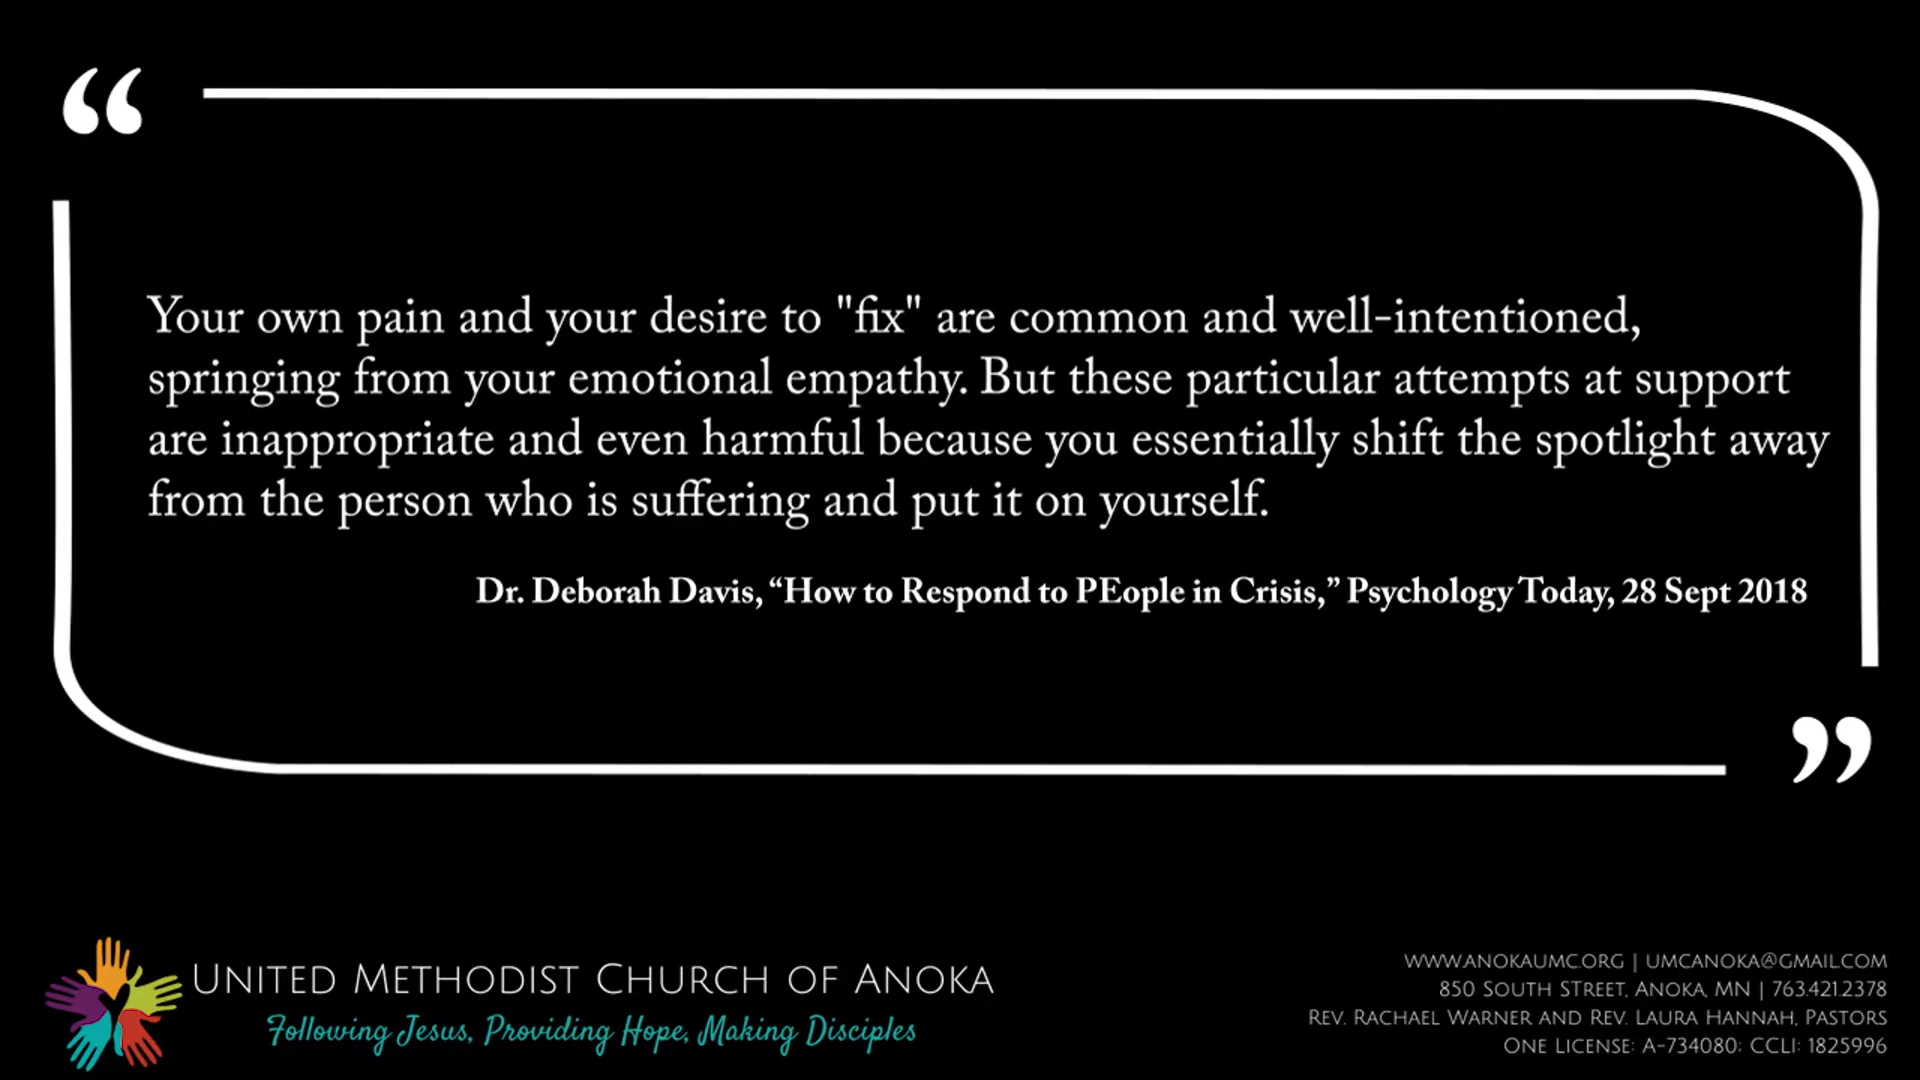 “
Your own pain and your desire to "fix" are common and well-intentioned,
springing from your emotional empathy. But these particular attempts at support
are inappropriate and even harmful because you essentially shift the spotlight away
from the person who is suffering and put it on yourself.
Dr. Deborah Davis, “How to Respond to PEople in Crisis,” Psychology Today, 28 Sept 2018
”
United Methodist Church of Anoka
Following Jesus, Providing Hope, Making Disciples
www.anokaumc.org | umcanoka@gmail.com
850 South Street, Anoka, MN | 763.421.2378
Rev. Rachael Warner and Rev. Laura Hannah, Pastors
One License: A-734080; CCLI: 1825996